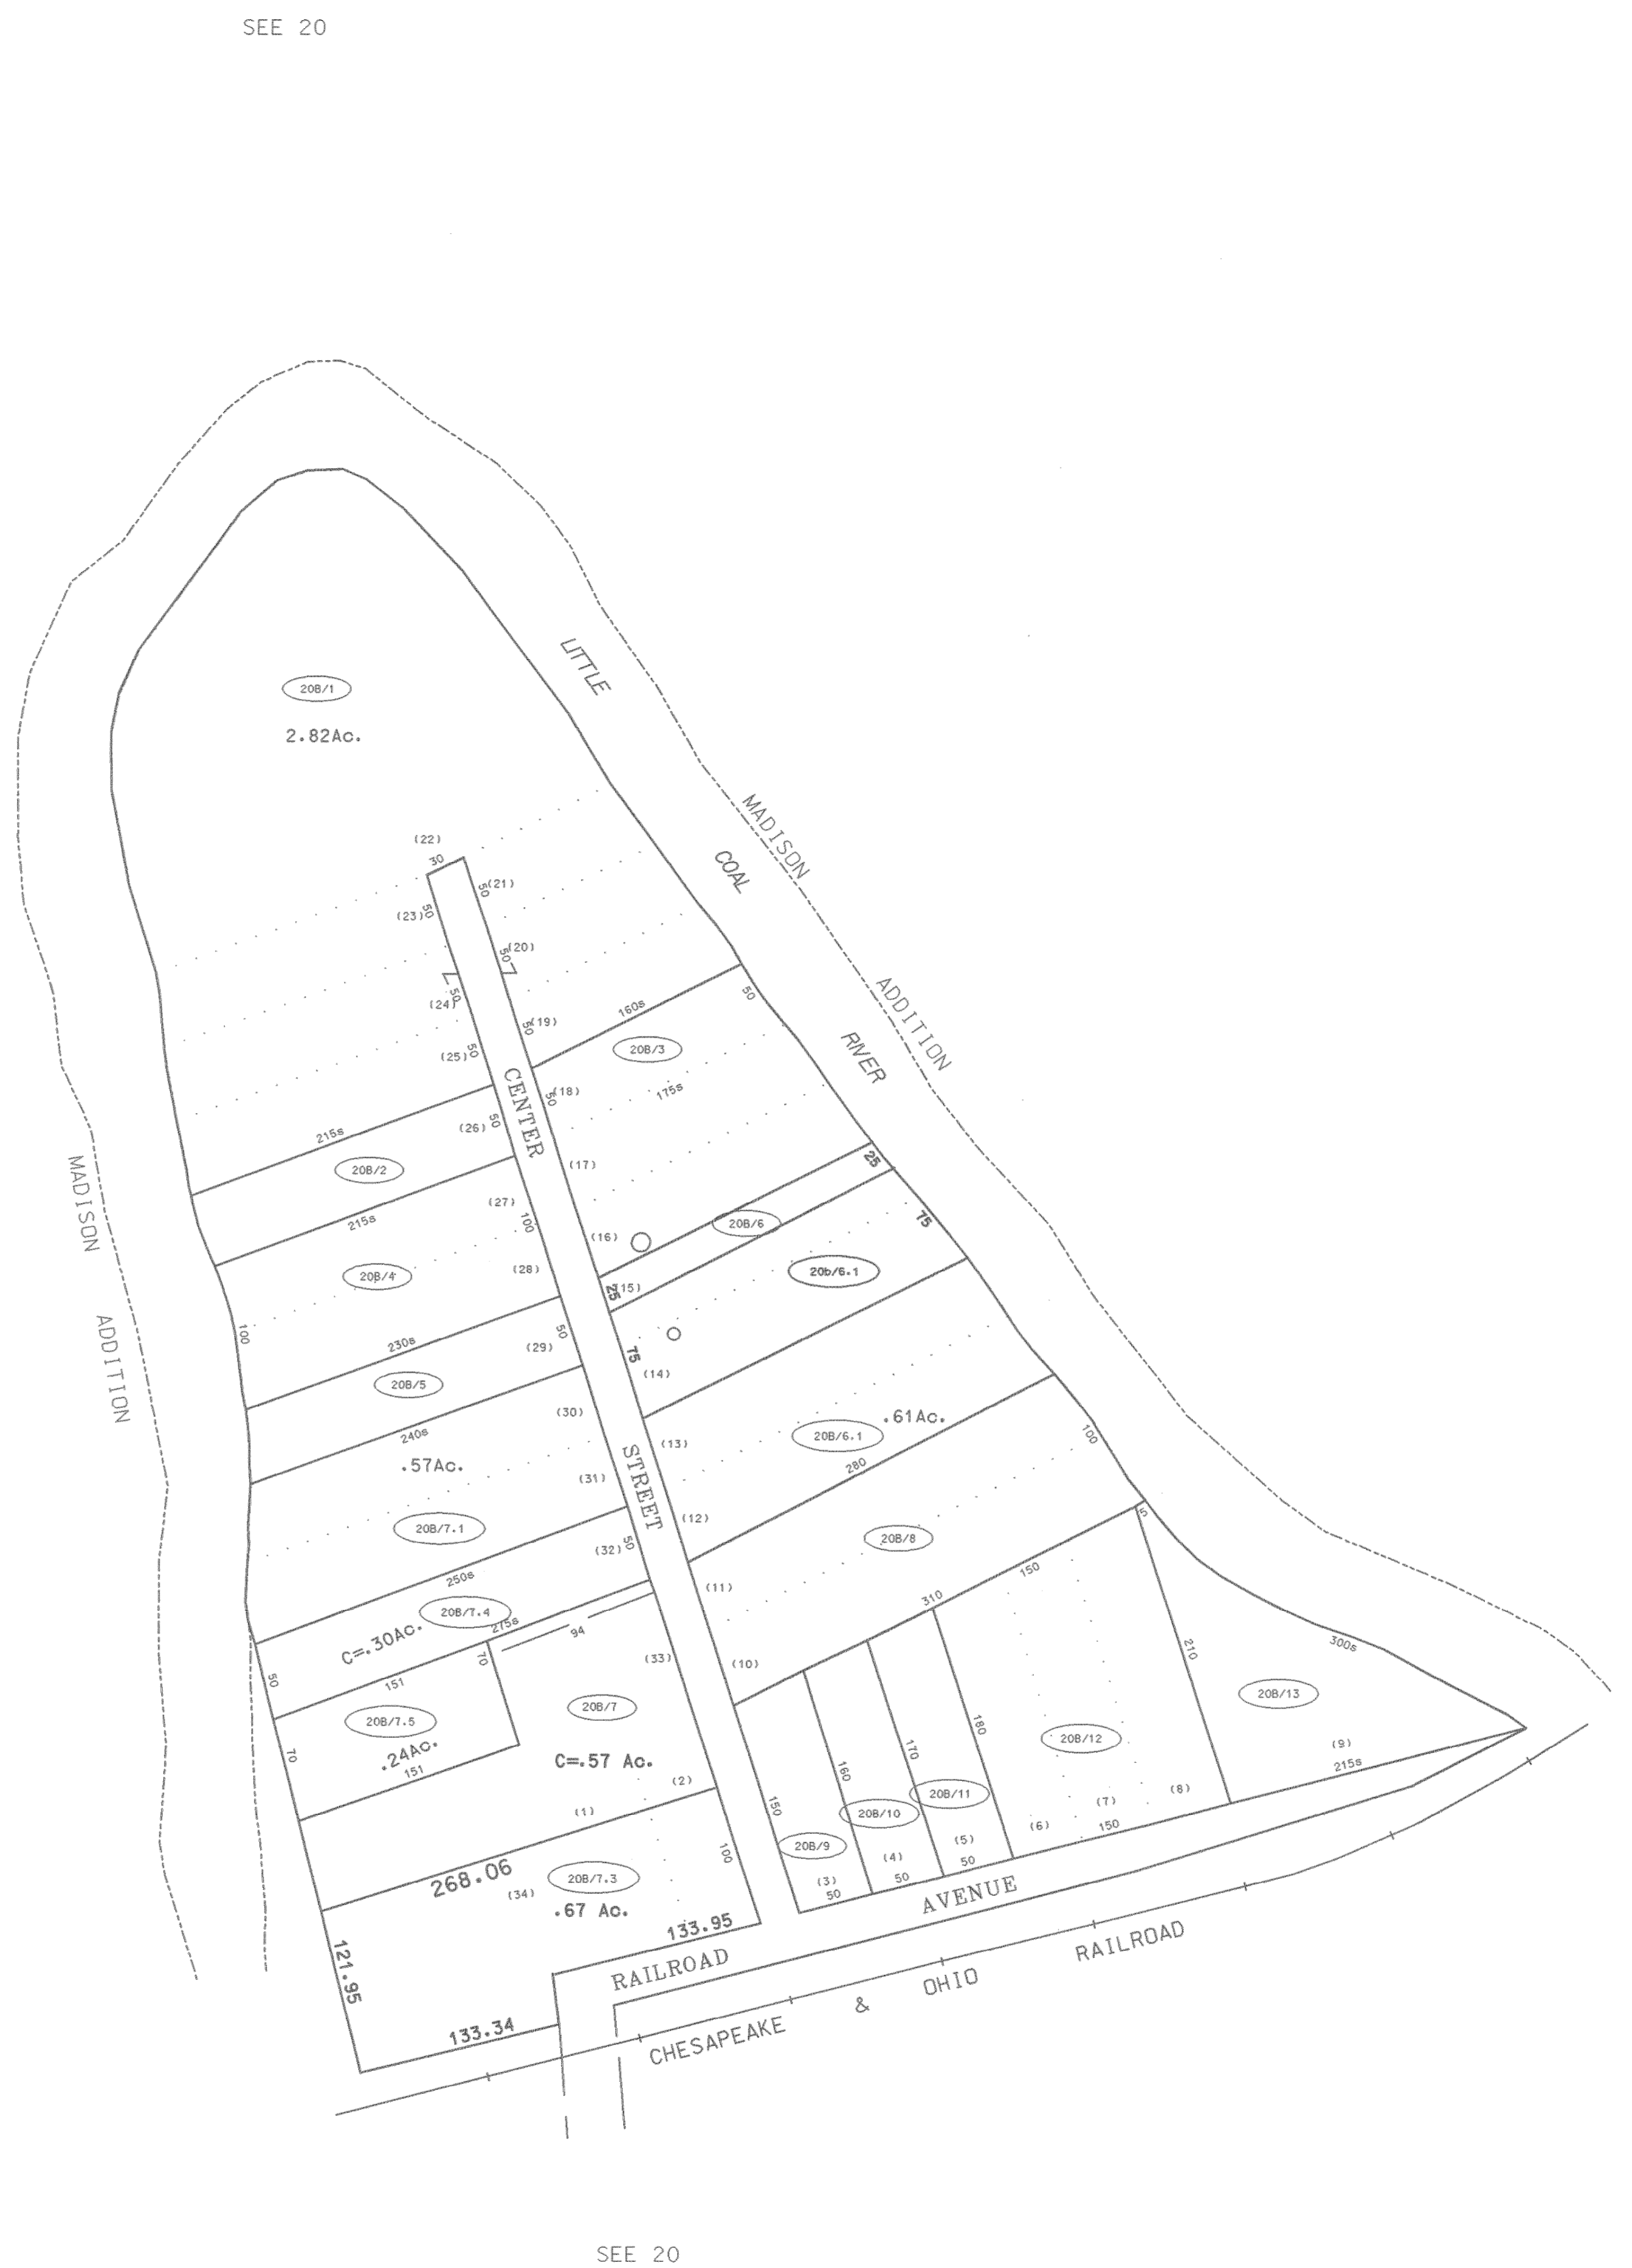 SEE 20
LITTLE
20B/1
2.82Ac.
MADISON
(22)
30
COAL
50
(21)
(23)
50
50
(20)
ADDITION
50
(24)
160s
50
50
(19)
20B/3
RIVER
50
(25)
175s
CENTER
50
(18)
215s
50
(26)
20B/2
25
(17)
MADISON
215s
(27)
100
75
20B/6
(16)
20B/4
(28)
20b/6.1
25
(15)
100
230s
50
(29)
75
ADDITION
20B/5
(14)
240s
(30)
.61Ac.
20B/6.1
(13)
100
.57Ac.
(31)
STREET
280
20B/7.1
(12)
5
50
(32)
20B/8
250s
(11)
150
20B/7.4
310
C=.30Ac.
275s
94
300s
(33)
(10)
210
50
70
151
20B/13
20B/7
20B/7.5
180
20B/12
170
(9)
.24Ac.
70
151
C=.57 Ac.
160
215s
(2)
20B/11
(8)
(7)
150
20B/10
(1)
(6)
150
20B/9
(5)
100
(4)
50
268.06
20B/7.3
(3)
50
(34)
50
.67 Ac.
AVENUE
133.95
121.95
RAILROAD
RAILROAD
OHIO
&
133.34
CHESAPEAKE
SEE 20